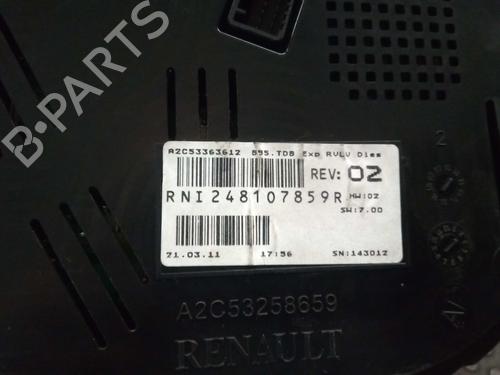 B-PARTS
A2C53363612 B95.TDB Exp RVLV Dies
REV: 02
RNI248107859R HW:02
SW:7.00
21.03.11 17:56 SN:143012
2
A2C53258659
RENAULT